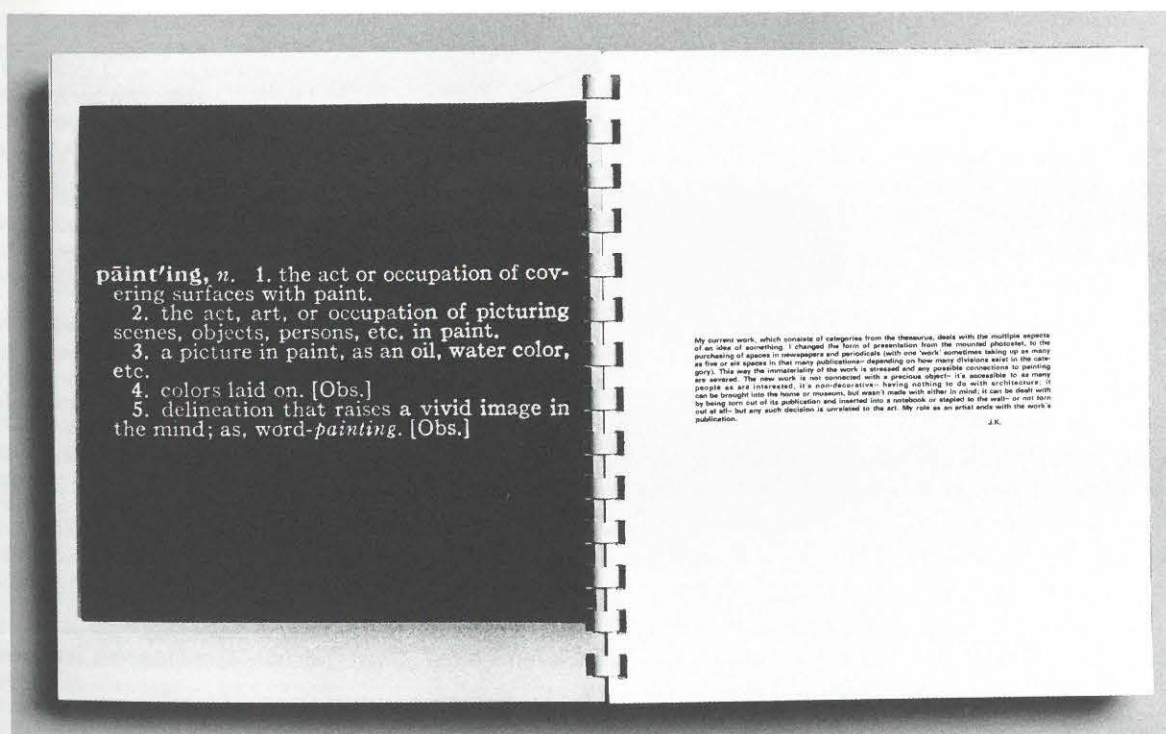 pāint'ing, n. 1. the act or occupation of cov-
ering surfaces with paint.
2. the act, art, or occupation of picturing
scenes, objects, persons, etc. in paint.
3. a picture in paint, as an oil, water color,
etc.
4. colors laid on. [Obs.]
5. delineation that raises a vivid image in
the mind; as, word-painting. [Obs.]
My current work, which consists of categories from the thesaurus, deals with the multiple aspects
of an idea of something. I changed the form of presentation from the mounted photostat, to the
purchasing of spaces in newspapers and periodicals (with one 'work' sometimes taking up as many
as five or six spaces in that many publications– depending on how many divisions exist in the cate-
gory). This way the immateriality of the work is stressed and any possible connections to painting
are severed. The new work is not connected with a precious object– it's accessible to as many
people as are interested, it's non-decorative– having nothing to do with architecture; it
can be brought into the home or museum, but wasn't made with either in mind; it can be dealt with
by being torn out of its publication and inserted into a notebook or stapled to the wall– or not torn
out at all– but any such decision is unrelated to the art. My role as an artist ends with the work's
publication.
J.K.